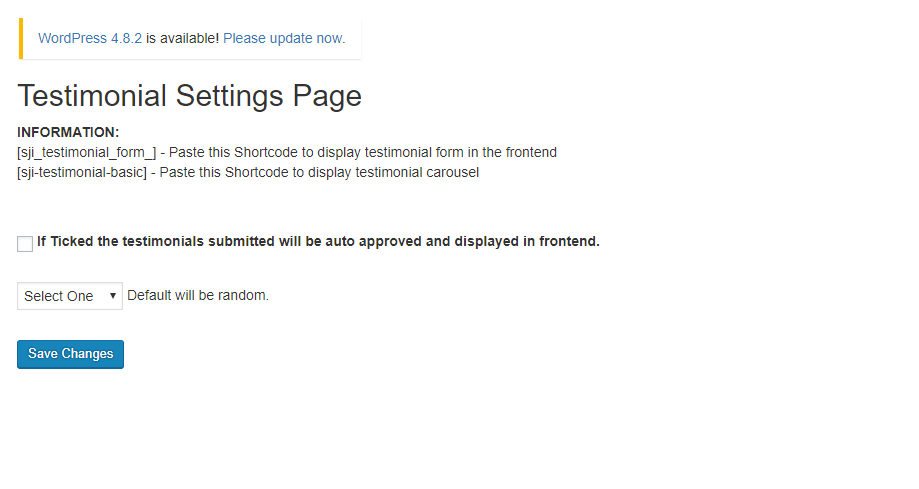 WordPress 4.8.2 is available! Please update now.
Testimonial Settings Page
INFORMATION:
[sji_testimonial_form_] - Paste this Shortcode to display testimonial form in the frontend
[sji-testimonial-basic] - Paste this Shortcode to display testimonial carousel
If Ticked the testimonials submitted will be auto approved and displayed in frontend.
Select One Default will be random.
Save Changes